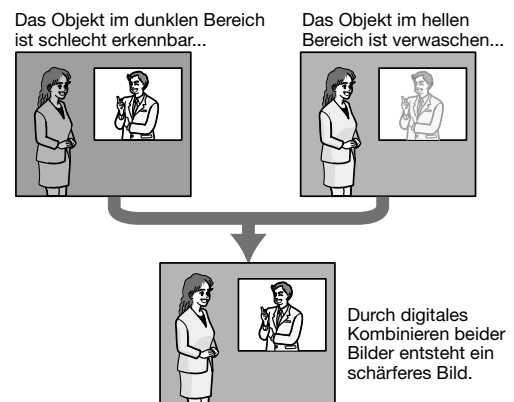 Das Objekt im dunklen Bereich
ist schlecht erkennbar...
Das Objekt im hellen
Bereich ist verwaschen...
Durch digitales
Kombinieren beider
Bilder entsteht ein
schärferes Bild.